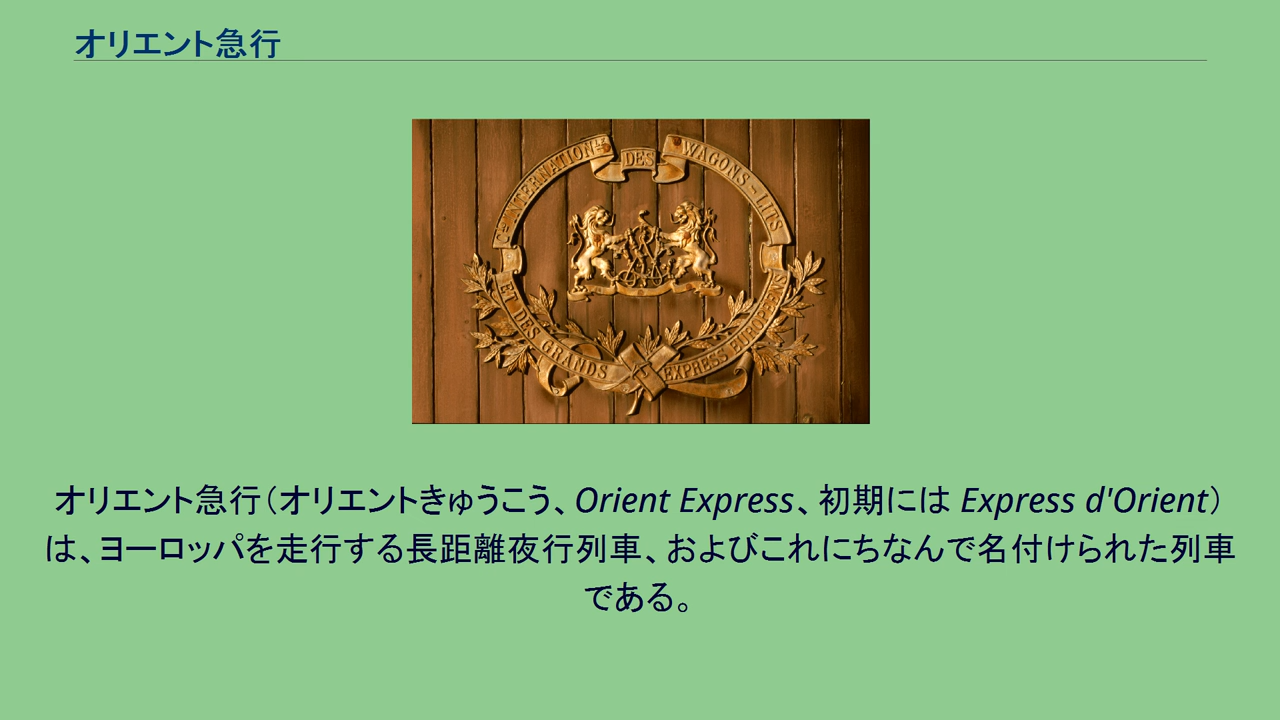 オリエント急行
Cie INTERNATIONLE DES WAGONS-LITS
ET DES GRANDS EXPRESS EUROPÉENS
オリエント急行（オリエントきゅうこう、Orient Express、初期には Express d'Orient）
は、ヨーロッパを走行する長距離夜行列車、およびこれにちなんで名付けられた列車
である。